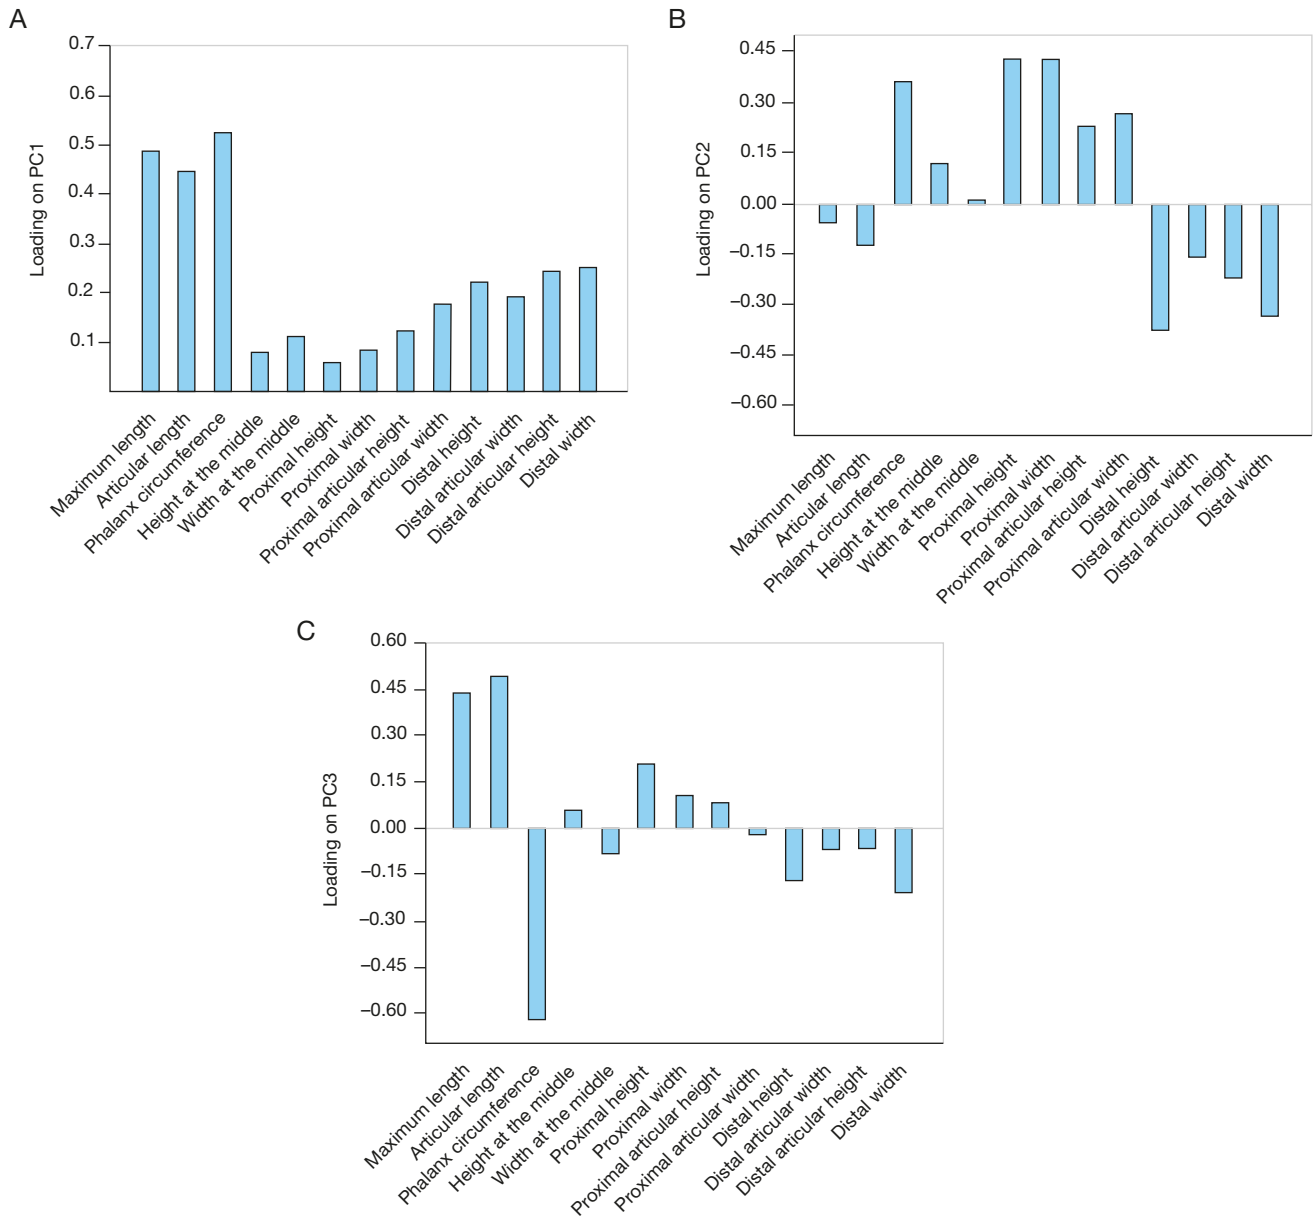 A
Loading on PC1
0.7
0.6
0.5
0.4
0.3
0.2
0.1
Maximum length
Articular length
Phalanx circumference
Height at the middle
Width at the middle
Proximal height
Proximal width
Proximal articular height
Proximal articular width
Distal height
Distal articular width
Distal articular height
Distal width
B
Loading on PC2
0.45
0.30
0.15
0.00
–0.15
–0.30
–0.45
–0.60
Maximum length
Articular length
Phalanx circumference
Height at the middle
Width at the middle
Proximal height
Proximal width
Proximal articular height
Proximal articular width
Distal height
Distal articular width
Distal articular height
Distal width
C
Loading on PC3
0.60
0.45
0.30
0.15
0.00
–0.15
–0.30
–0.45
–0.60
Maximum length
Articular length
Phalanx circumference
Height at the middle
Width at the middle
Proximal height
Proximal width
Proximal articular height
Proximal articular width
Distal height
Distal articular width
Distal articular height
Distal width